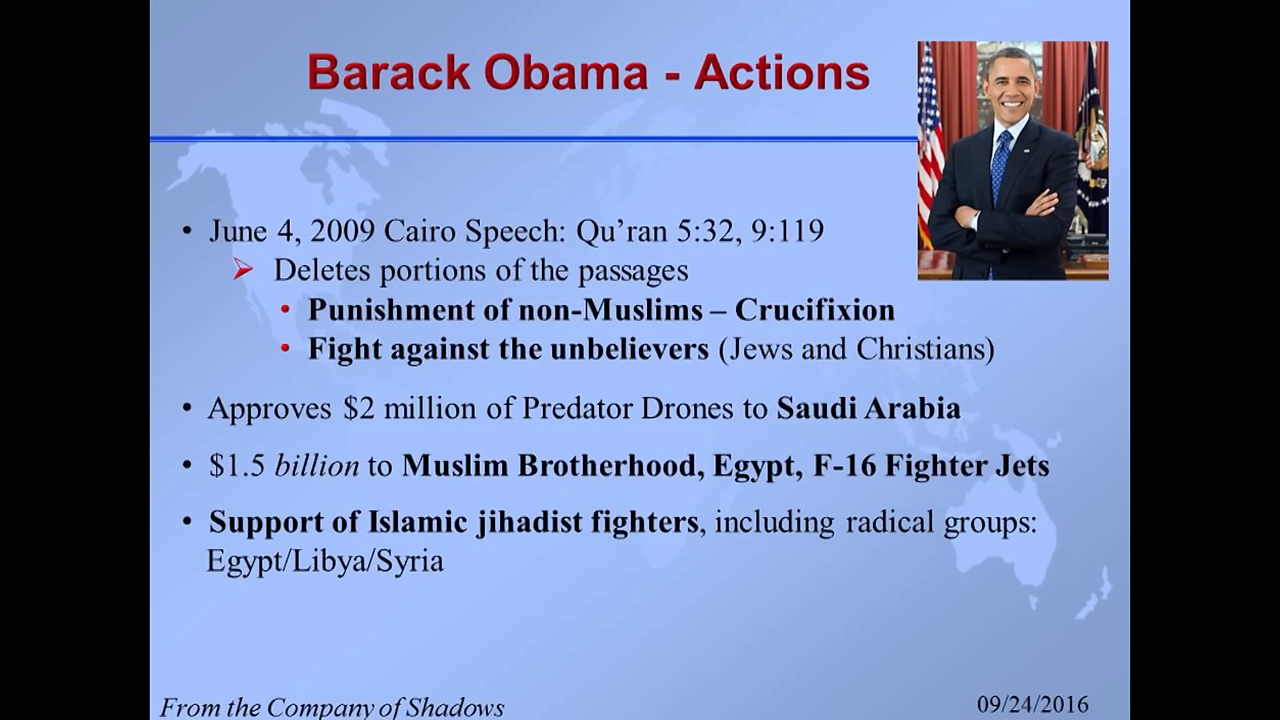 Barack Obama - Actions
• June 4, 2009 Cairo Speech: Qu’ran 5:32, 9:119
➢ Deletes portions of the passages
• Punishment of non-Muslims – Crucifixion
• Fight against the unbelievers (Jews and Christians)
• Approves $2 million of Predator Drones to Saudi Arabia
• $1.5 billion to Muslim Brotherhood, Egypt, F-16 Fighter Jets
• Support of Islamic jihadist fighters, including radical groups:
Egypt/Libya/Syria
From the Company of Shadows
09/24/2016